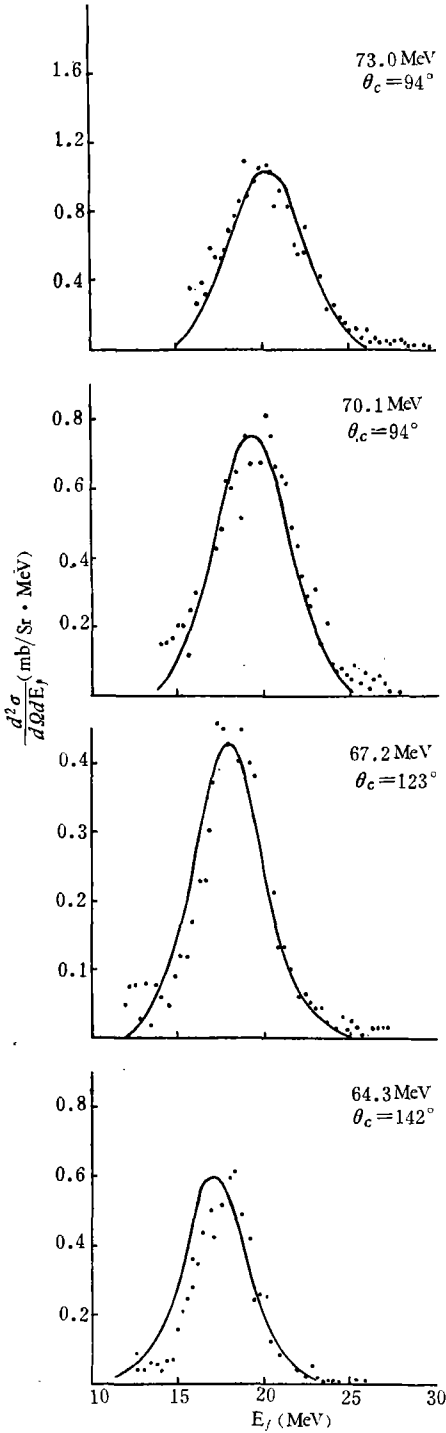 73.0 MeV
θc=94°
1.6
1.2
0.8
0.4
70.1 MeV
θ.c=94°
0.8
0.6
0.4
0.2
d²σ/dΩdEf (mb/Sr·MeV)
67.2 MeV
θc=123°
0.4
0.3
0.2
0.1
64.3 MeV
θc=142°
0.8
0.6
0.4
0.2
10 15 20 25 30
Ef (MeV)